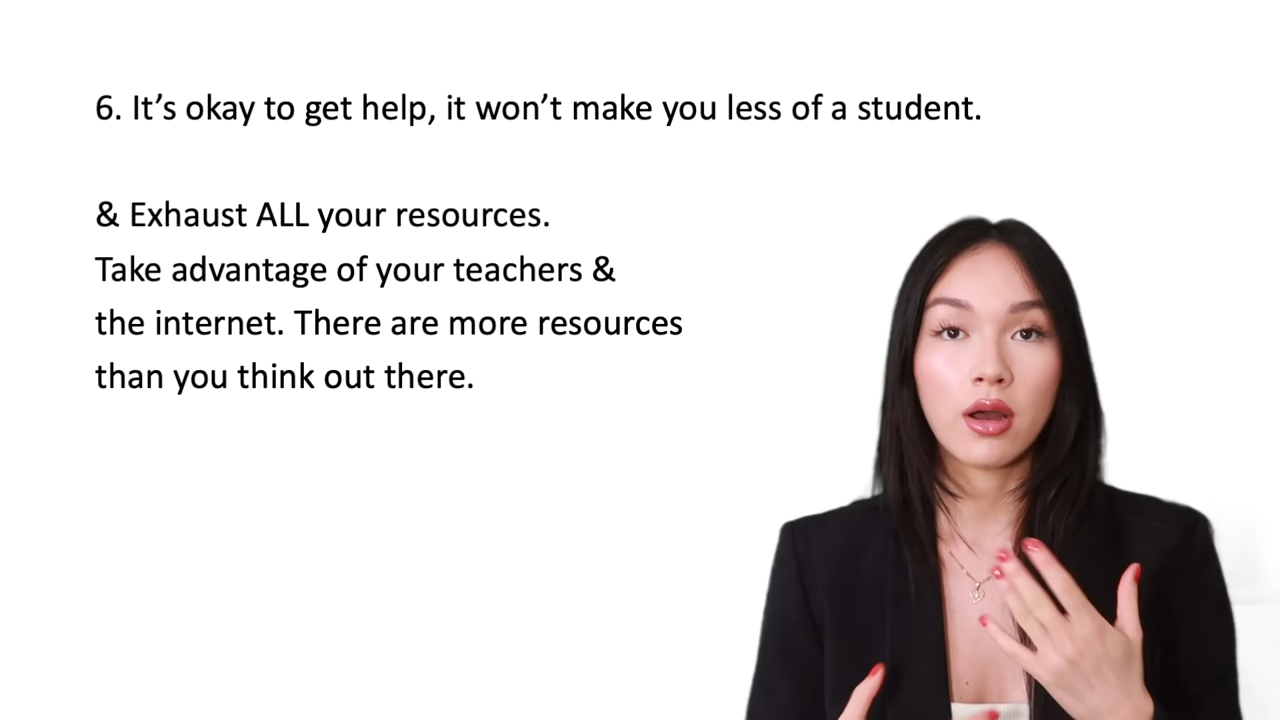 6. It’s okay to get help, it won’t make you less of a student.
& Exhaust ALL your resources.
Take advantage of your teachers &
the internet. There are more resources
than you think out there.